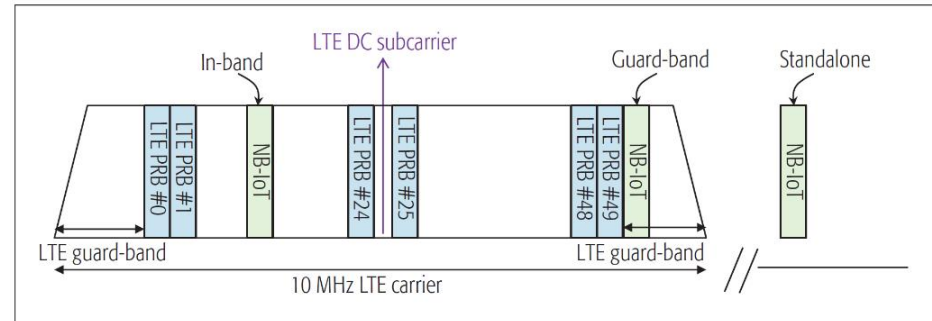 LTE DC subcarrier
In-band
Guard-band
Standalone
LTE PRB #0
LTE PRB #1
NB-IoT
LTE PRB #24
LTE PRB #25
LTE PRB #48
LTE PRB #49
NB-IoT
NB-IoT
LTE guard-band
LTE guard-band
10 MHz LTE carrier